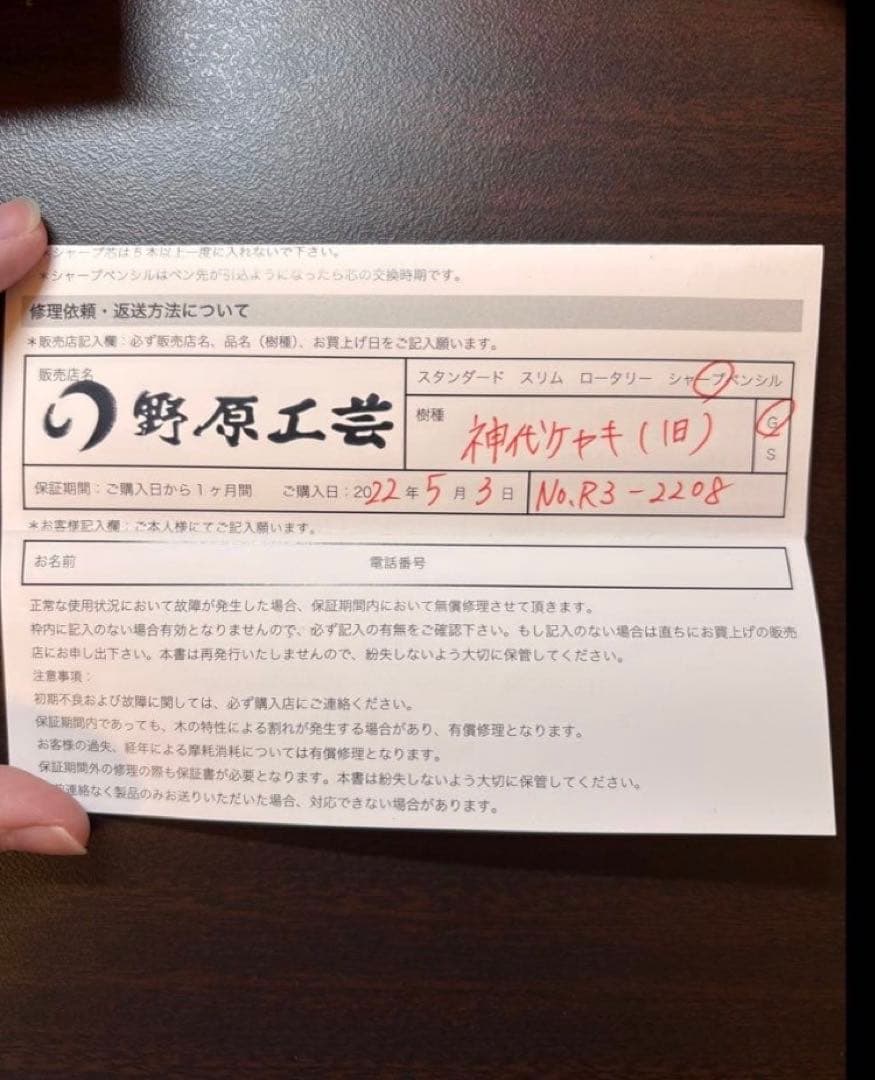 *シャープ芯は5本以上一度に入れないで下さい。
*シャープペンシルはペン先が引込ようになったら芯の交換時期です。
修理依頼・返送方法について
*販売店記入欄：必ず販売店名、品名（樹種）、お買上げ日をご記入願います。
販売店名
野原工芸
スタンダード スリム ロータリー シャープペンシル
樹種
神代ケヤキ（旧）
G
S
保証期間：ご購入日から1ヶ月間 ご購入日：2022年5月3日
No.R3-2208
*お客様記入欄：ご本人様にてご記入願います。
お名前 電話番号
正常な使用状況において故障が発生した場合、保証期間内において無償修理させて頂きます。
枠内に記入のない場合有効となりませんので、必ず記入の有無をご確認下さい。もし記入のない場合は直ちにお買上げの販売
店にお申し出下さい。本書は再発行いたしませんので、紛失しないよう大切に保管してください。
注意事項：
初期不良および故障に関しては、必ず購入店にご連絡ください。
保証期間内であっても、木の特性による割れが発生する場合があり、有償修理となります。
お客様の過失、経年による摩耗消耗については有償修理となります。
保証期間外の修理の際も保証書が必要となります。本書は紛失しないよう大切に保管してください。
連絡なく製品のみお送りいただいた場合、対応できない場合があります。